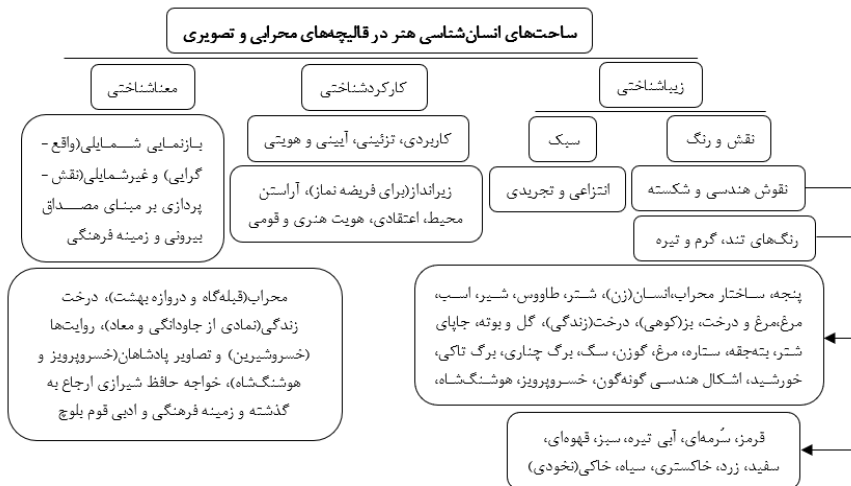 ساحت‌های انسان‌شناسی هنر در قالیچه‌های محرابی و تصویری
زیباشناختی
کارکردشناختی
معناشناختی
نقش و رنگ
سبک
نقوش هندسی و شکسته
انتزاعی و تجریدی
رنگ‌های تند، گرم و تیره
پنجه، ساختار محراب،انسان(زن)، شتر، طاووس، شیر، اسب،
مرغ،مرغ و درخت، بز(کوهی)، درخت(زندگی)، گل و بوته، جاپای
شتر، بته‌جقه، ستاره، مرغ، گوزن، سگ، برگ چناری، برگ تاکی،
خورشید، اشکال هندسی گونه‌گون، خسروپرویز، هوشنگ‌شاه،
قرمز، سُرمه‌ای، آبی تیره، سبز، قهوه‌ای،
سفید، زرد، خاکستری، سیاه، خاکی(نخودی)
کاربردی، تزئینی، آیینی و هویتی
زیرانداز(برای فریضه نماز)، آراستن
محیط، اعتقادی، هویت هنری و قومی
بازنمایی شمایلی(واقع -
گرایی) و غیرشمایلی(نقش -
پردازی بر مبنای مصداق
بیرونی و زمینه فرهنگی
محراب(قبله‌گاه و دروازه بهشت)، درخت
زندگی(نمادی از جاودانگی و معاد)، روایت‌ها
(خسروشیرین) و تصاویر پادشاهان(خسروپرویز و
هوشنگ‌شاه)، خواجه حافظ شیرازی ارجاع به
گذشته و زمینه فرهنگی و ادبی قوم بلوچ